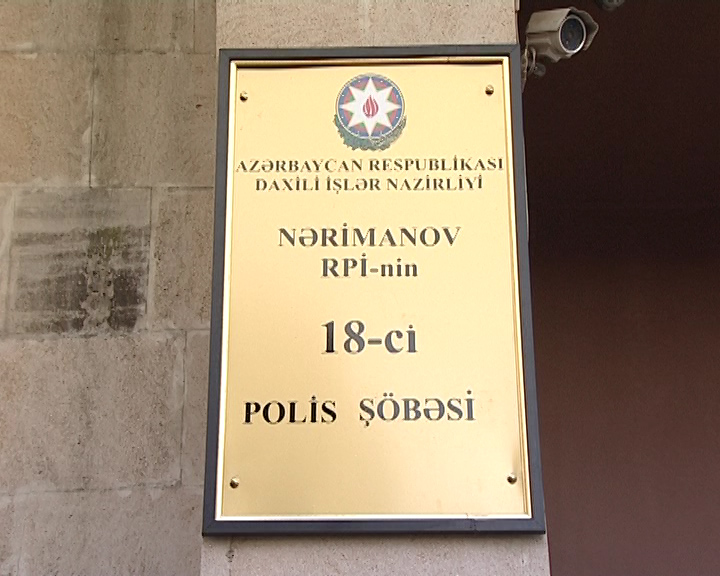 AZƏRBAYCAN RESPUBLİKASI
DAXİLİ İŞLƏR NAZİRLİYİ
NƏRİMANOV
RPİ-nin
18-ci
POLİS ŞÖBƏSİ